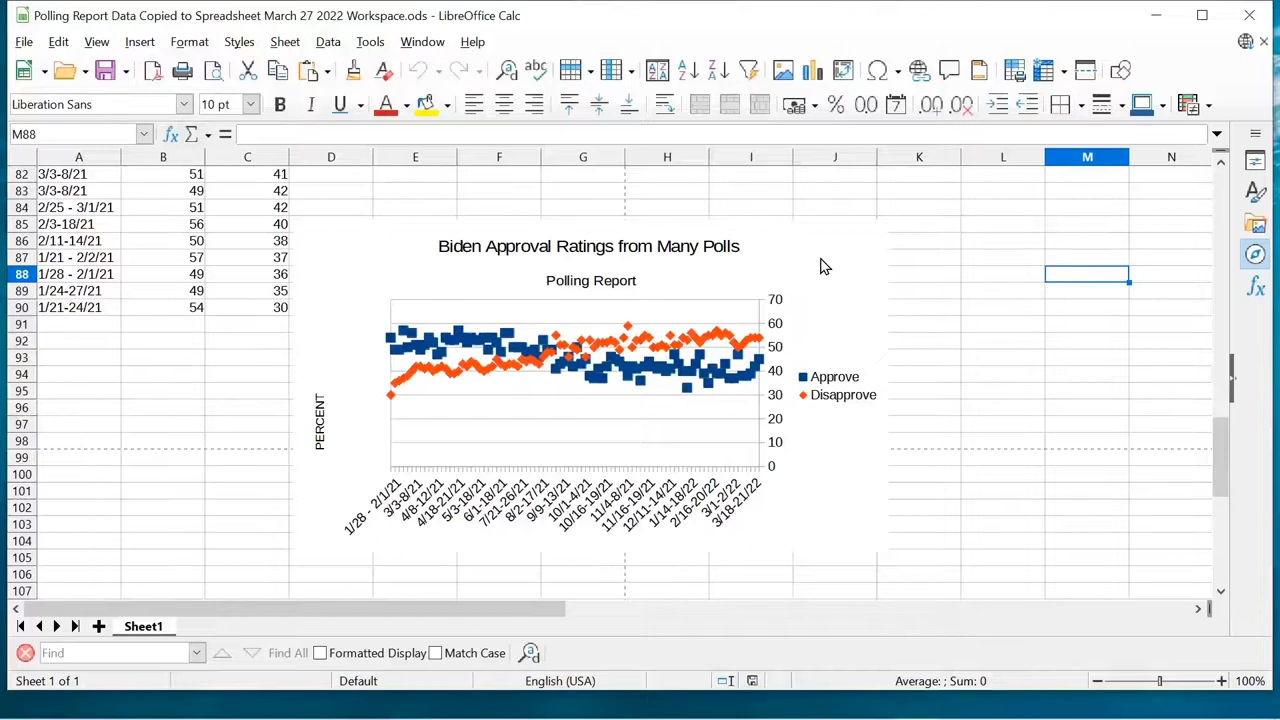 Polling Report Data Copied to Spreadsheet March 27 2022 Workspace.ods - LibreOffice Calc
File Edit View Insert Format Styles Sheet Data Tools Window Help
Liberation Sans 10 pt
M88
A B C D E F G H I J K L M N
82 3/3-8/21 51 41
83 3/3-8/21 49 42
84 2/25 - 3/1/21 51 42
85 2/3-18/21 56 40
86 2/11-14/21 50 38
87 1/21 - 2/2/21 57 37
88 1/28 - 2/1/21 49 36
89 1/24-27/21 49 35
90 1/21-24/21 54 30
91
92
93
94
95
96
97
98
99
100
101
102
103
104
105
106
107
Biden Approval Ratings from Many Polls
Polling Report
PERCENT
70
60
50
40
30
20
10
0
Approve
Disapprove
1/28 - 2/1/21
3/3-8/21
4/8-12/21
4/18-21/21
5/3-18/21
6/1-18/21
7/21-26/21
8/2-17/21
9/9-13/21
10/1-4/21
10/16-19/21
11/4-8/21
11/16-19/21
12/11-14/21
1/14-18/22
2/16-20/22
3/1-2/22
3/18-21/22
Sheet1
Find Find All Formatted Display Match Case
Sheet 1 of 1 Default English (USA) Average: ; Sum: 0 100%